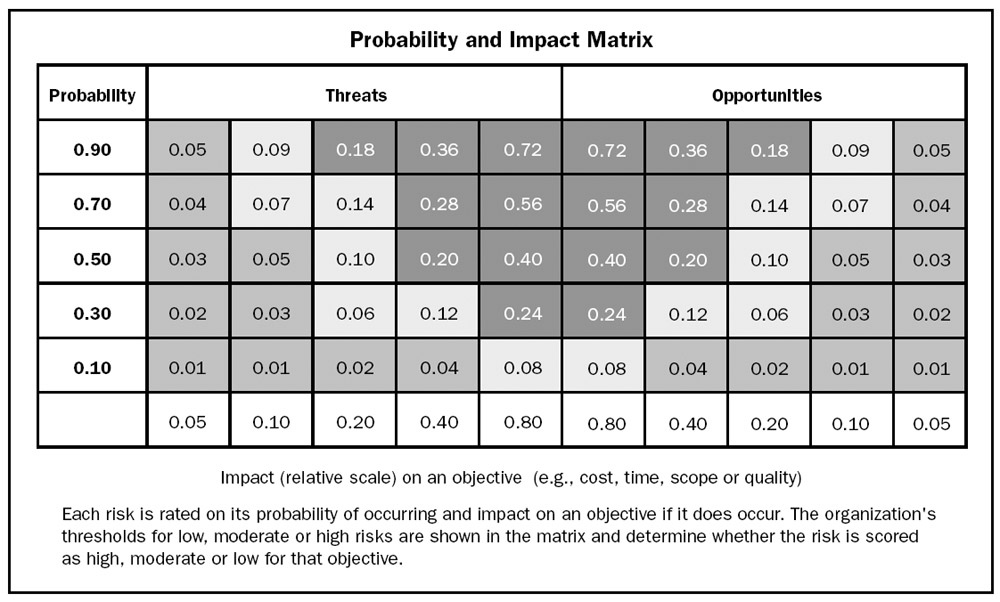 Probability and Impact Matrix
Probability Threats Opportunities
0.90 0.05 0.09 0.18 0.36 0.72 0.72 0.36 0.18 0.09 0.05
0.70 0.04 0.07 0.14 0.28 0.56 0.56 0.28 0.14 0.07 0.04
0.50 0.03 0.05 0.10 0.20 0.40 0.40 0.20 0.10 0.05 0.03
0.30 0.02 0.03 0.06 0.12 0.24 0.24 0.12 0.06 0.03 0.02
0.10 0.01 0.01 0.02 0.04 0.08 0.08 0.04 0.02 0.01 0.01
0.05 0.10 0.20 0.40 0.80 0.80 0.40 0.20 0.10 0.05
Impact (relative scale) on an objective (e.g., cost, time, scope or quality)
Each risk is rated on its probability of occurring and impact on an objective if it does occur. The organization's
thresholds for low, moderate or high risks are shown in the matrix and determine whether the risk is scored
as high, moderate or low for that objective.